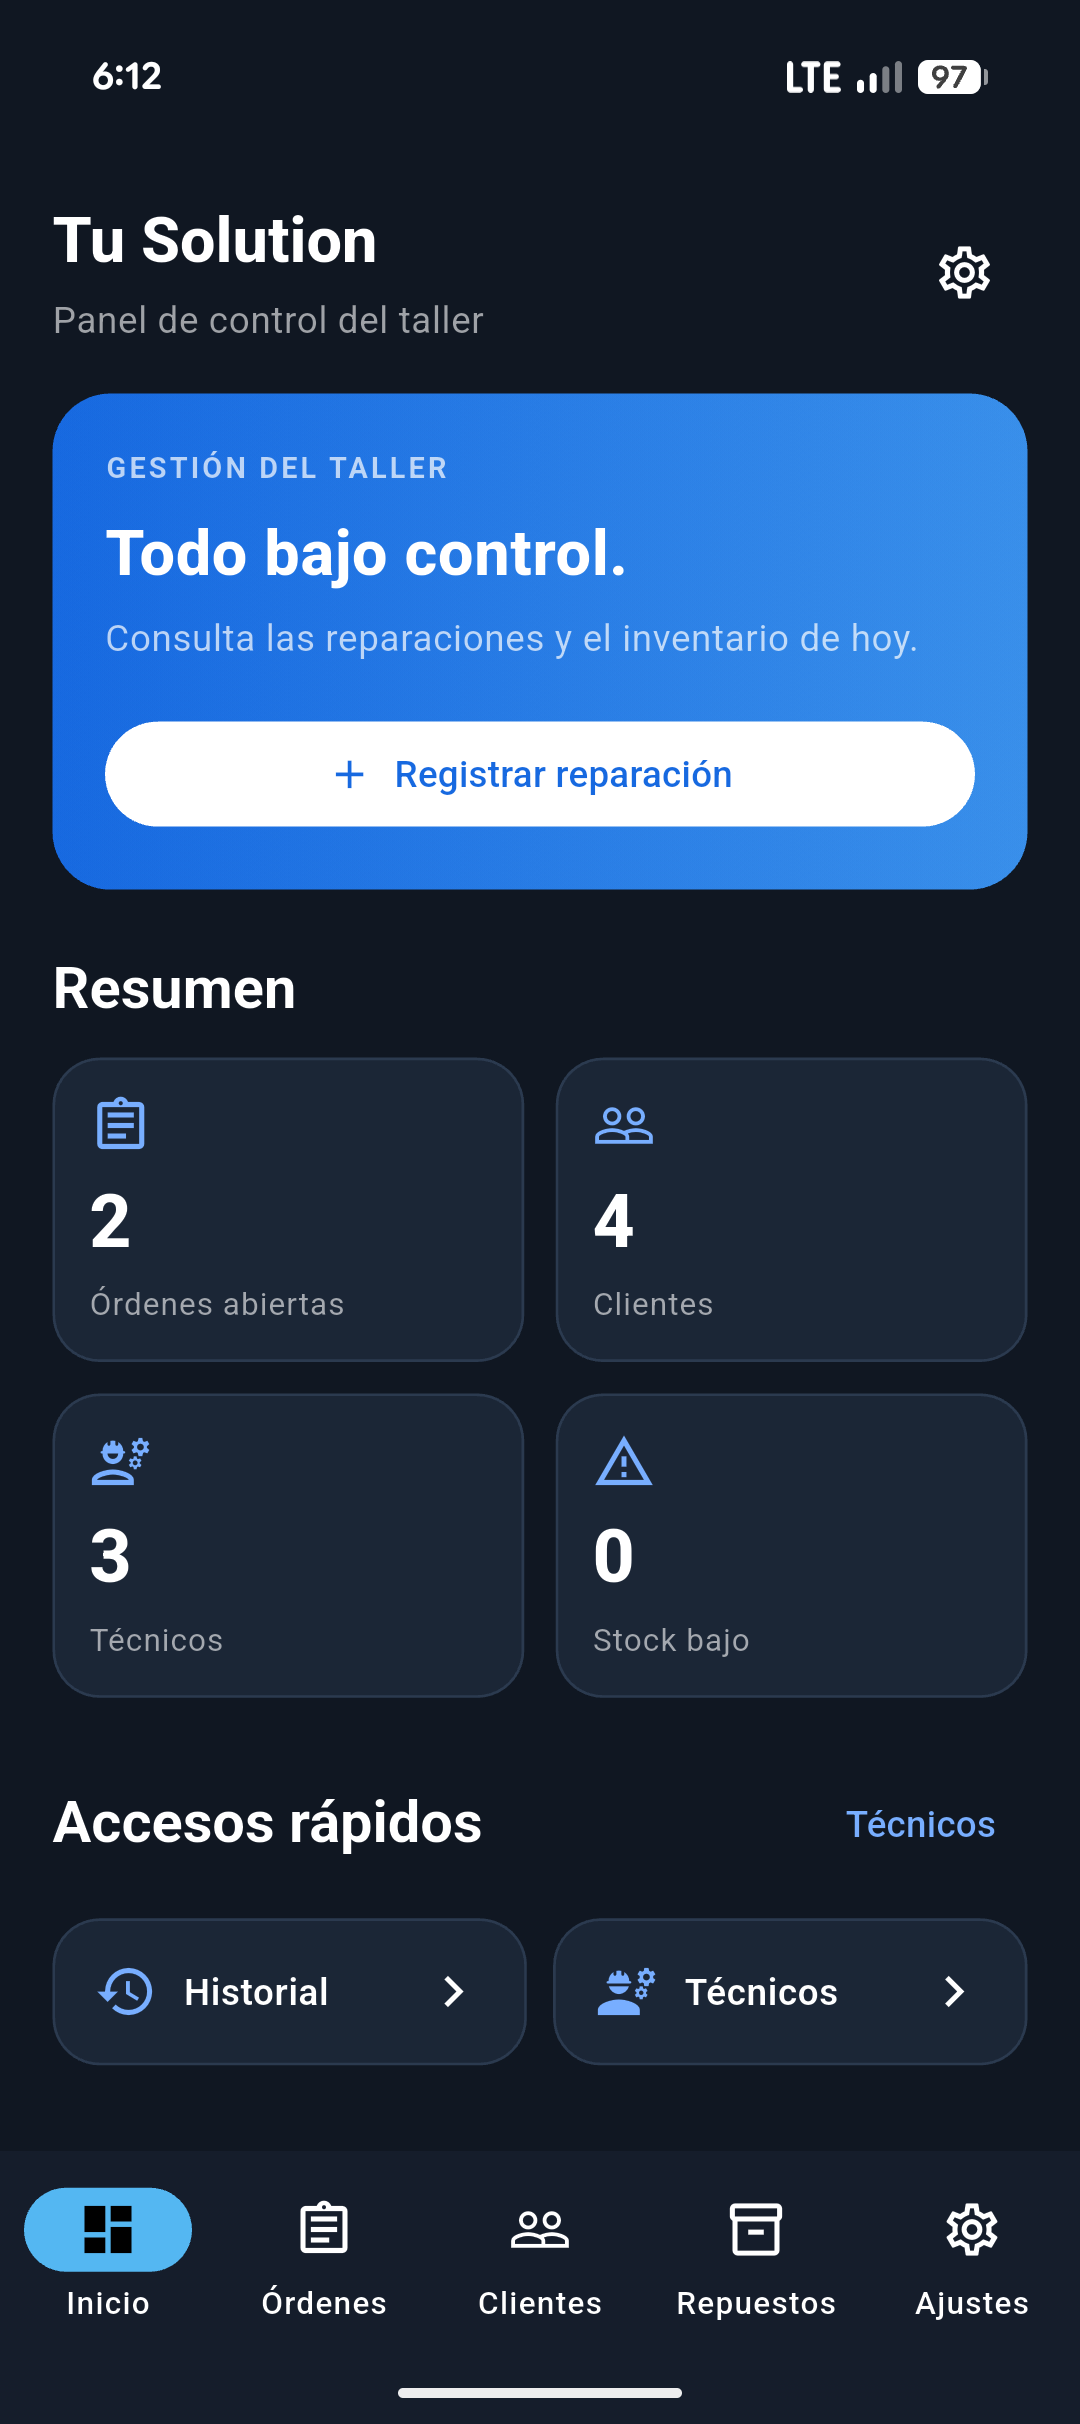 6:12
LTE
97
Tu Solution
Panel de control del taller
GESTIÓN DEL TALLER
Todo bajo control.
Consulta las reparaciones y el inventario de hoy.
Registrar reparación
Resumen
2
Órdenes abiertas
4
Clientes
3
Técnicos
0
Stock bajo
Accesos rápidos
Técnicos
Historial
Técnicos
Inicio
Órdenes
Clientes
Repuestos
Ajustes